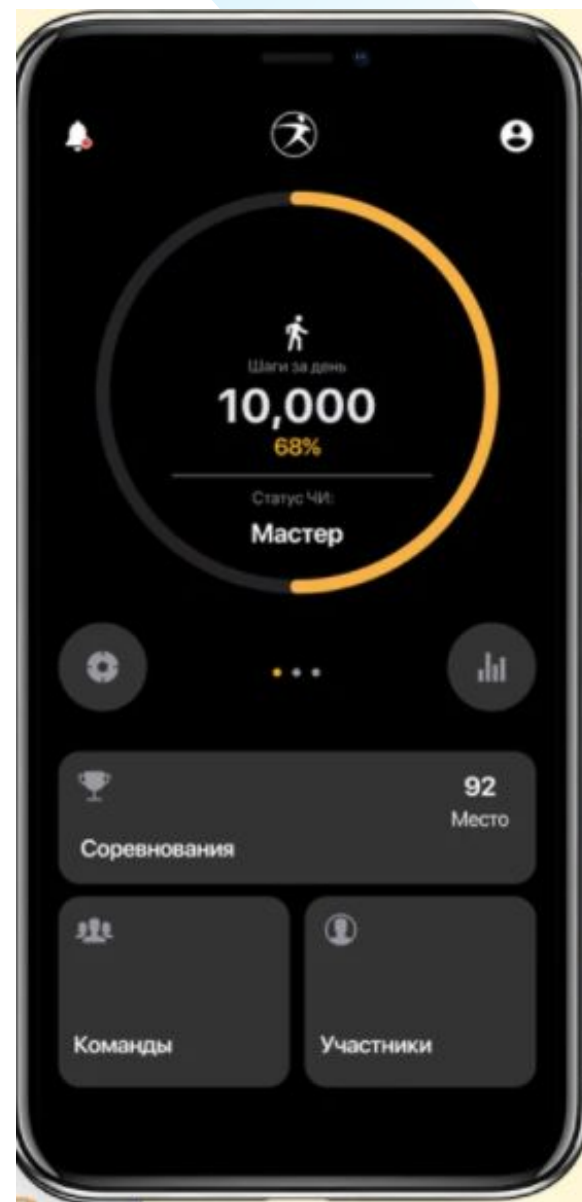 Шаги за день
10,000
68%
Статус ЧИ:
Мастер
92
Место
Соревнования
Команды
Участники